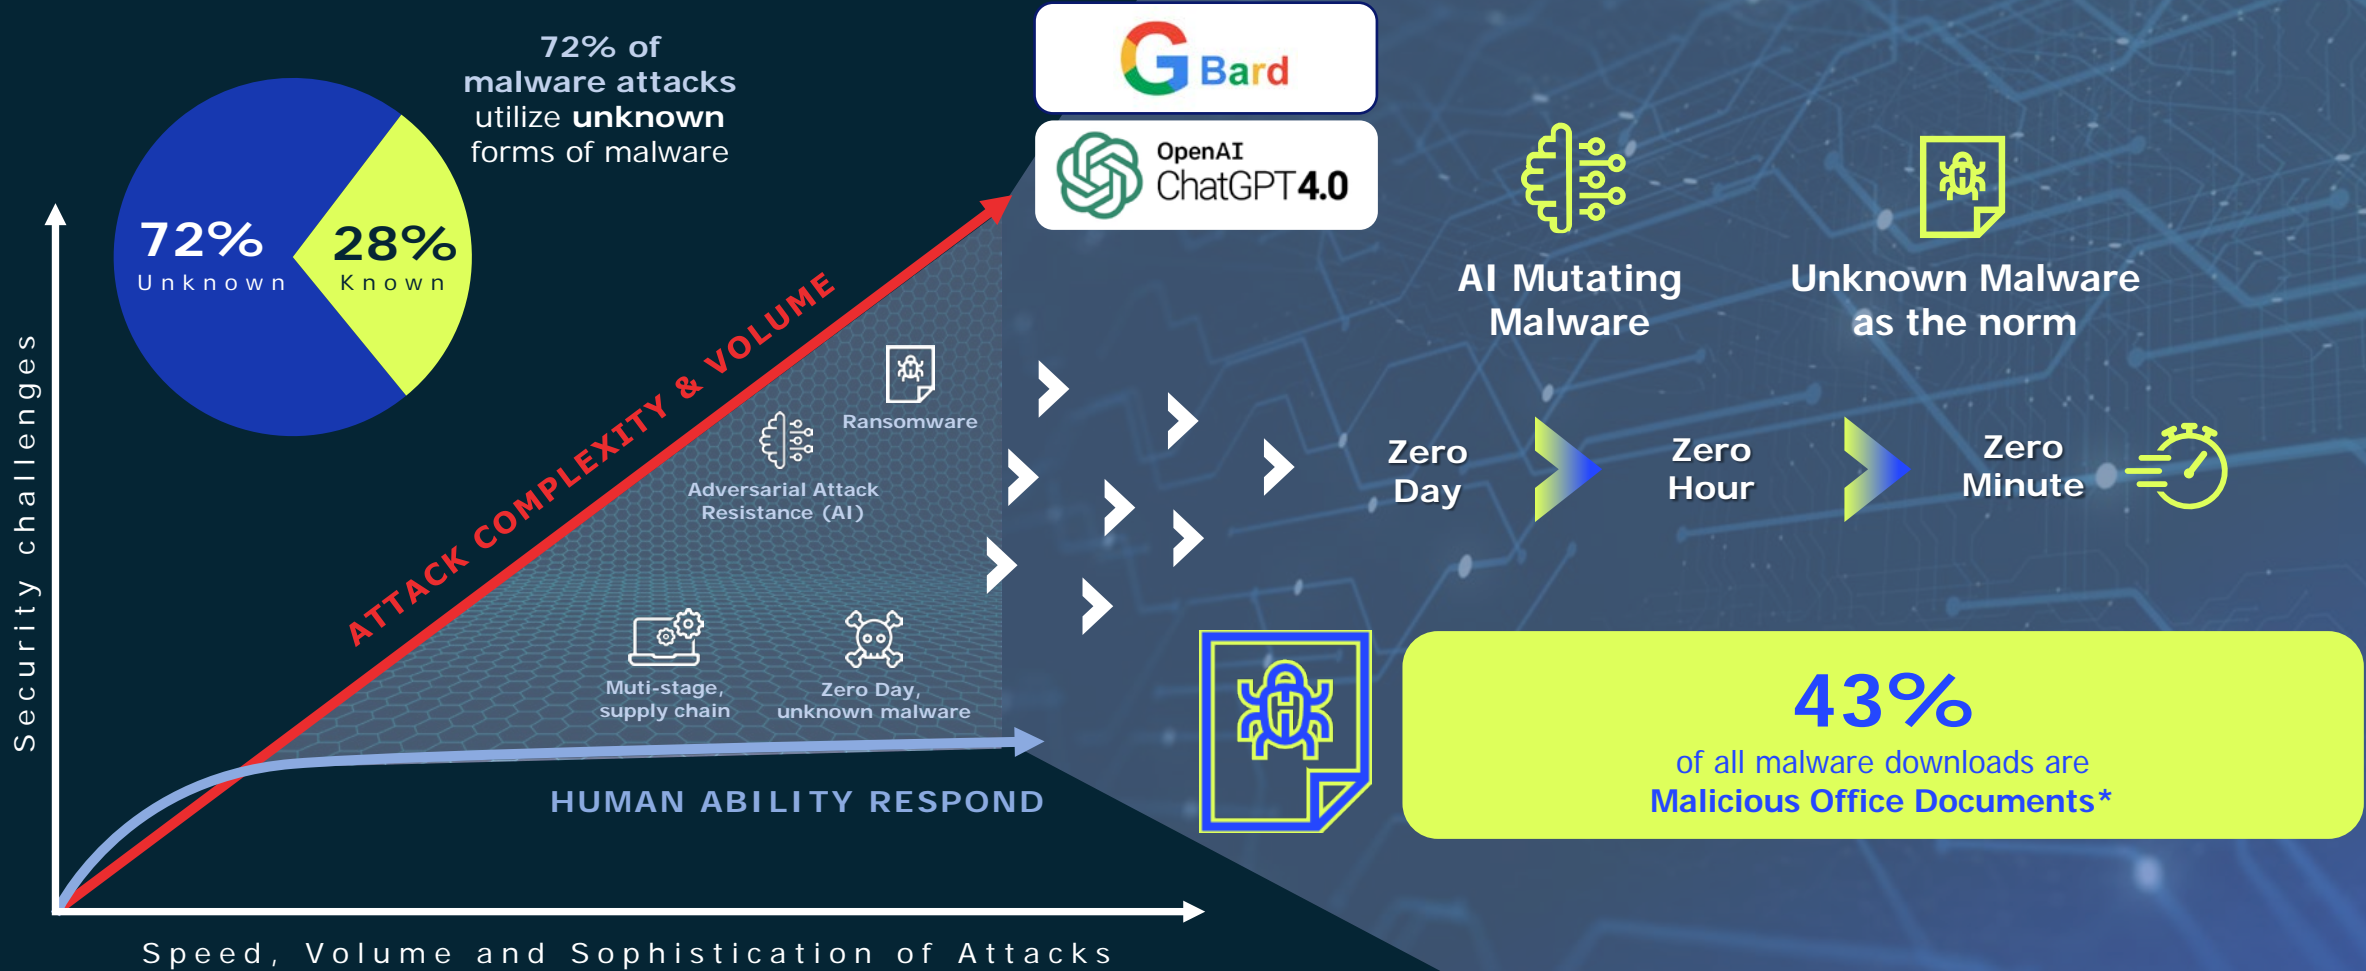 72% of
malware attacks
utilize unknown
forms of malware
72%
Unknown
28%
Known
Security challenges
ATTACK COMPLEXITY & VOLUME
Ransomware
Adversarial Attack
Resistance (AI)
Muti-stage,
supply chain
Zero Day,
unknown malware
HUMAN ABILITY RESPOND
Speed, Volume and Sophistication of Attacks
G Bard
OpenAI
ChatGPT4.0
AI Mutating
Malware
Unknown Malware
as the norm
Zero
Day
Zero
Hour
Zero
Minute
43%
of all malware downloads are
Malicious Office Documents*